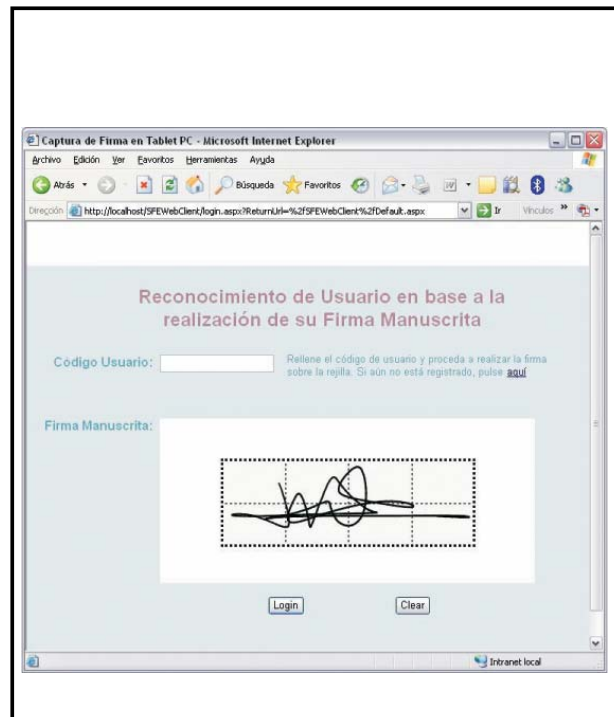 Captura de Firma en Tablet PC - Microsoft Internet Explorer
Archivo Edición Ver Favoritos Herramientas Ayuda
Atrás Búsqueda Favoritos
Dirección http://localhost/SFEWebClient/login.aspx?ReturnUrl=%2fSFEWebClient%2fDefault.aspx Ir Vínculos »
Reconocimiento de Usuario en base a la
realización de su Firma Manuscrita
Código Usuario: Rellene el código de usuario y proceda a realizar la firma
sobre la rejilla. Si aún no está registrado, pulse aquí
Firma Manuscrita:
Login Clear
Intranet local